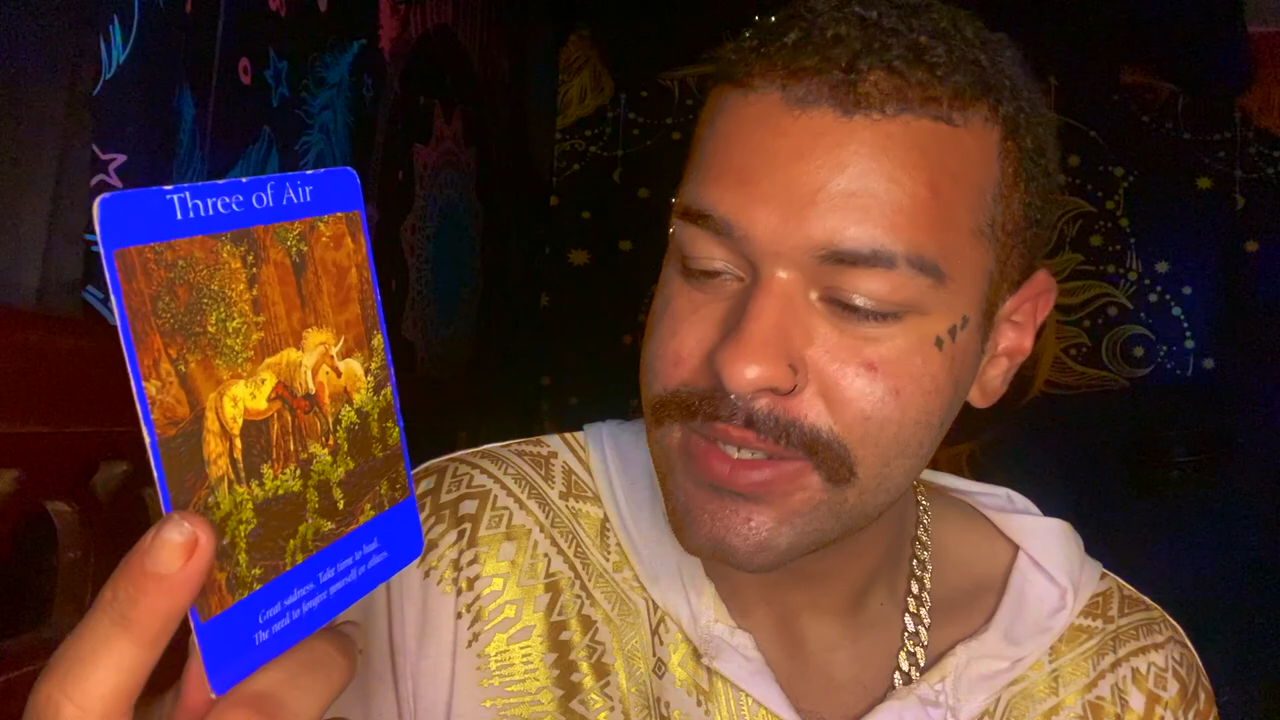 Three of Air
Great sadness. Take time to heal.
The need to forgive yourself or others.